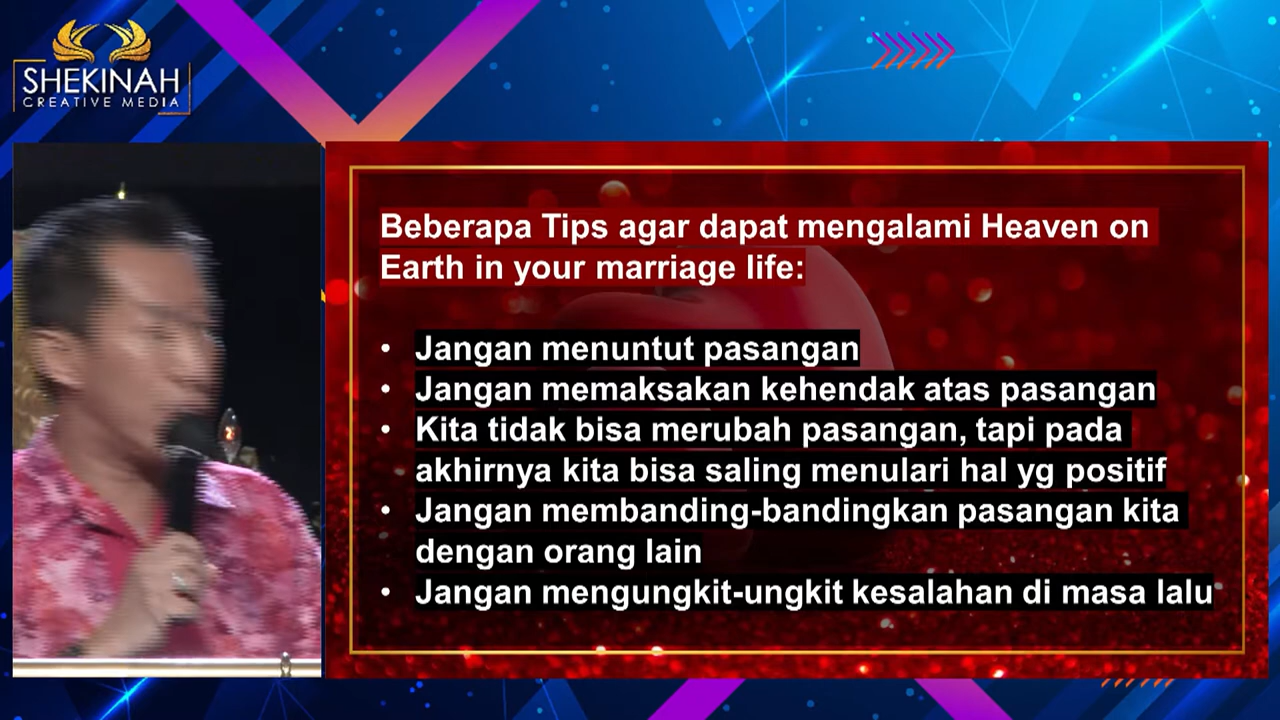 SHEKINAH
CREATIVE MEDIA
Beberapa Tips agar dapat mengalami Heaven on
Earth in your marriage life:
• Jangan menuntut pasangan
• Jangan memaksakan kehendak atas pasangan
• Kita tidak bisa merubah pasangan, tapi pada
akhirnya kita bisa saling menulari hal yg positif
• Jangan membanding-bandingkan pasangan kita
dengan orang lain
• Jangan mengungkit-ungkit kesalahan di masa lalu